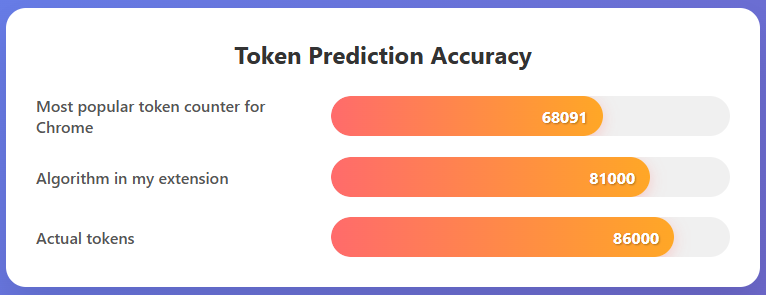 Token Prediction Accuracy
Most popular token counter for
Chrome
68091
Algorithm in my extension
81000
Actual tokens
86000